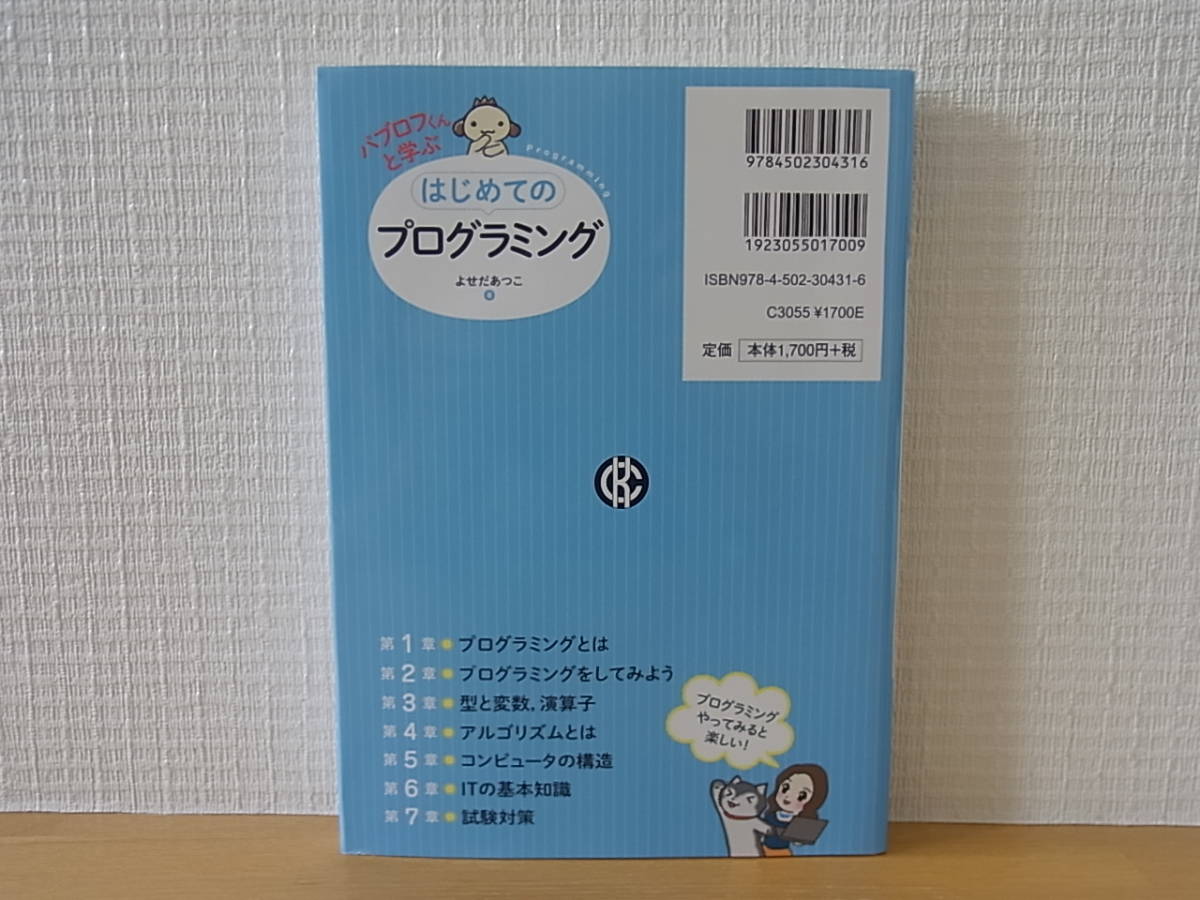 パブロフくん
と学ぶ
programming
はじめての
プログラミング
よせだあつこ
9784502304316
1923055017009
ISBN978-4-502-30431-6
C3055 ¥1700E
定価 本体1,700円+税
第1章 プログラミングとは
第2章 プログラミングをしてみよう
第3章 型と変数,演算子
第4章 アルゴリズムとは
第5章 コンピュータの構造
第6章 ITの基本知識
第7章 試験対策
プログラミング
やってみると
楽しい!